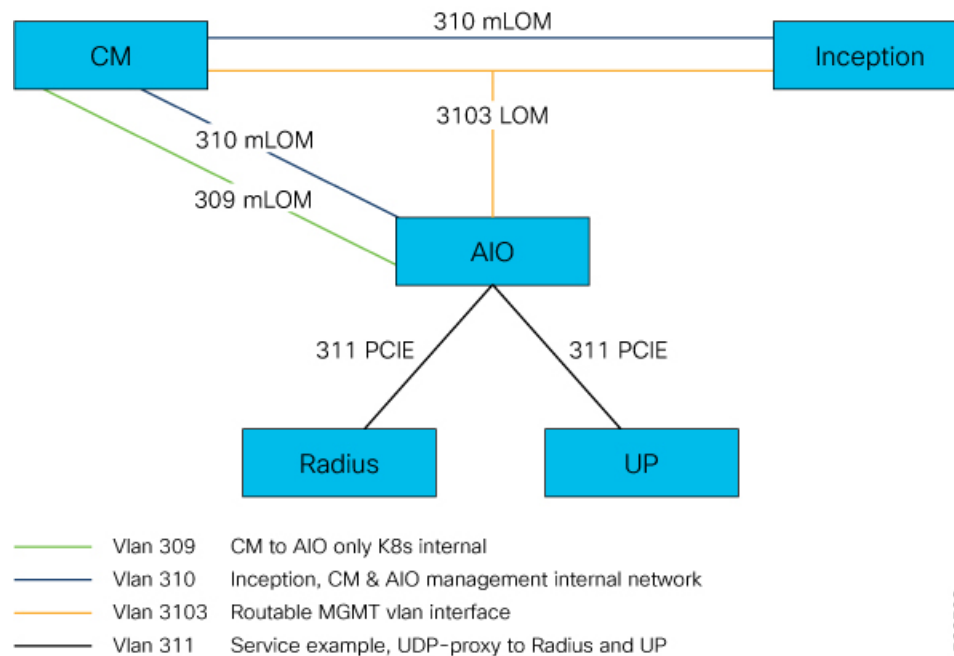 310 mLOM
CM
Inception
3103 LOM
310 mLOM
309 mLOM
AIO
311 PCIE
311 PCIE
Radius
UP
Vlan 309 CM to AIO only K8s internal
Vlan 310 Inception, CM & AIO management internal network
Vlan 3103 Routable MGMT vlan interface
Vlan 311 Service example, UDP-proxy to Radius and UP